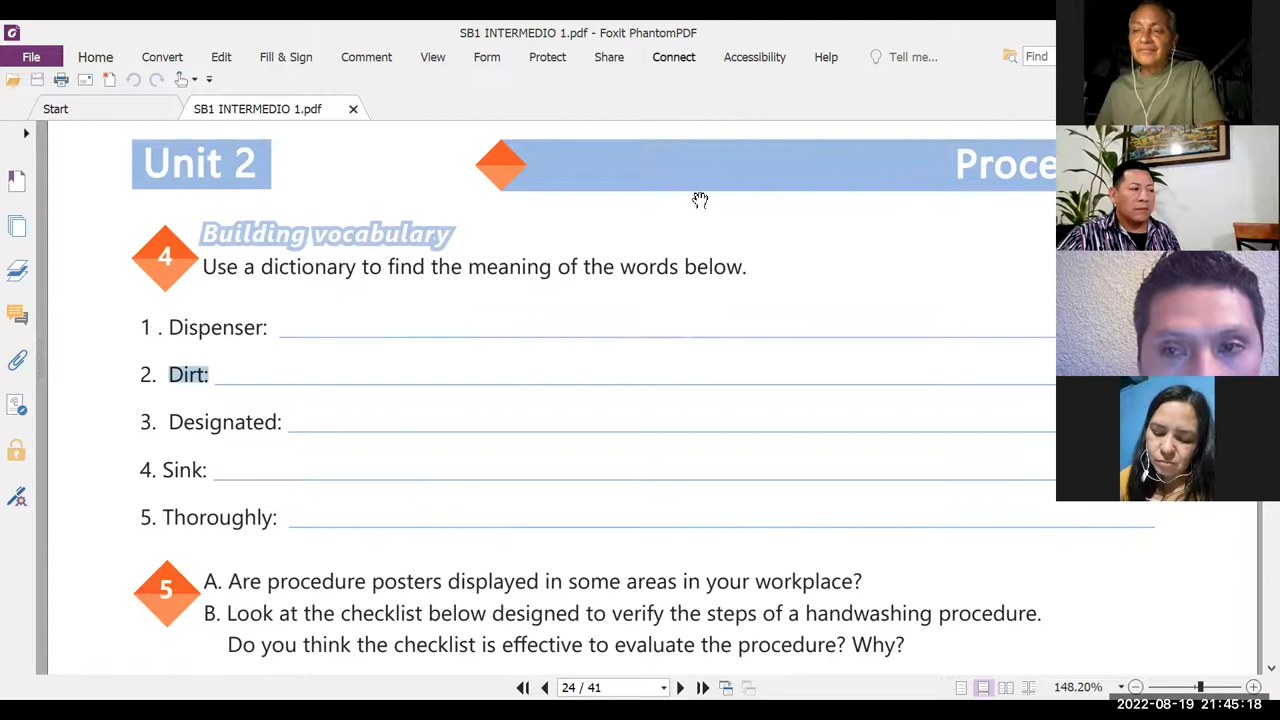 SB1 INTERMEDIO 1.pdf - Foxit PhantomPDF
File Home Convert Edit Fill & Sign Comment View Form Protect Share Connect Accessibility Help Tell me... Find
Start SB1 INTERMEDIO 1.pdf
Unit 2
4 Building vocabulary
Use a dictionary to find the meaning of the words below.
1 . Dispenser:
2. Dirt:
3. Designated:
4. Sink:
5. Thoroughly:
5 A. Are procedure posters displayed in some areas in your workplace?
B. Look at the checklist below designed to verify the steps of a handwashing procedure.
Do you think the checklist is effective to evaluate the procedure? Why?
24 / 41 148.20%
2022-08-19 21:45:18